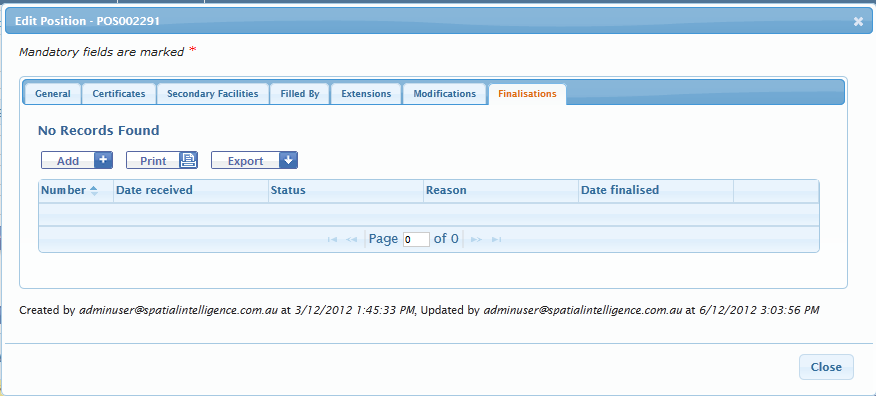 Edit Position - POS002291
Mandatory fields are marked *
General Certificates Secondary Facilities Filled By Extensions Modifications Finalisations
No Records Found
Add Print Export
Number Date received Status Reason Date finalised
Page 0 of 0
Created by adminuser@spatialintelligence.com.au at 3/12/2012 1:45:33 PM, Updated by adminuser@spatialintelligence.com.au at 6/12/2012 3:03:56 PM
Close